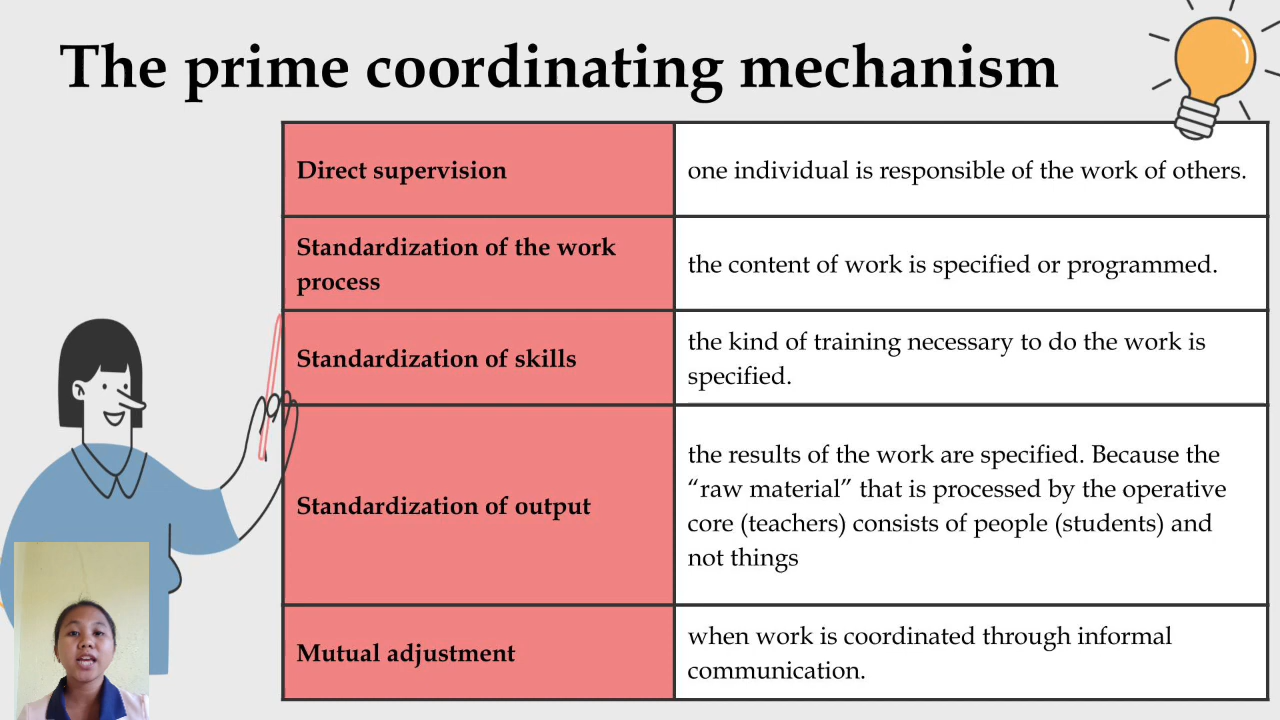 The prime coordinating mechanism
Direct supervision
one individual is responsible of the work of others.
Standardization of the work
process
the content of work is specified or programmed.
Standardization of skills
the kind of training necessary to do the work is
specified.
Standardization of output
the results of the work are specified. Because the
“raw material” that is processed by the operative
core (teachers) consists of people (students) and
not things
Mutual adjustment
when work is coordinated through informal
communication.